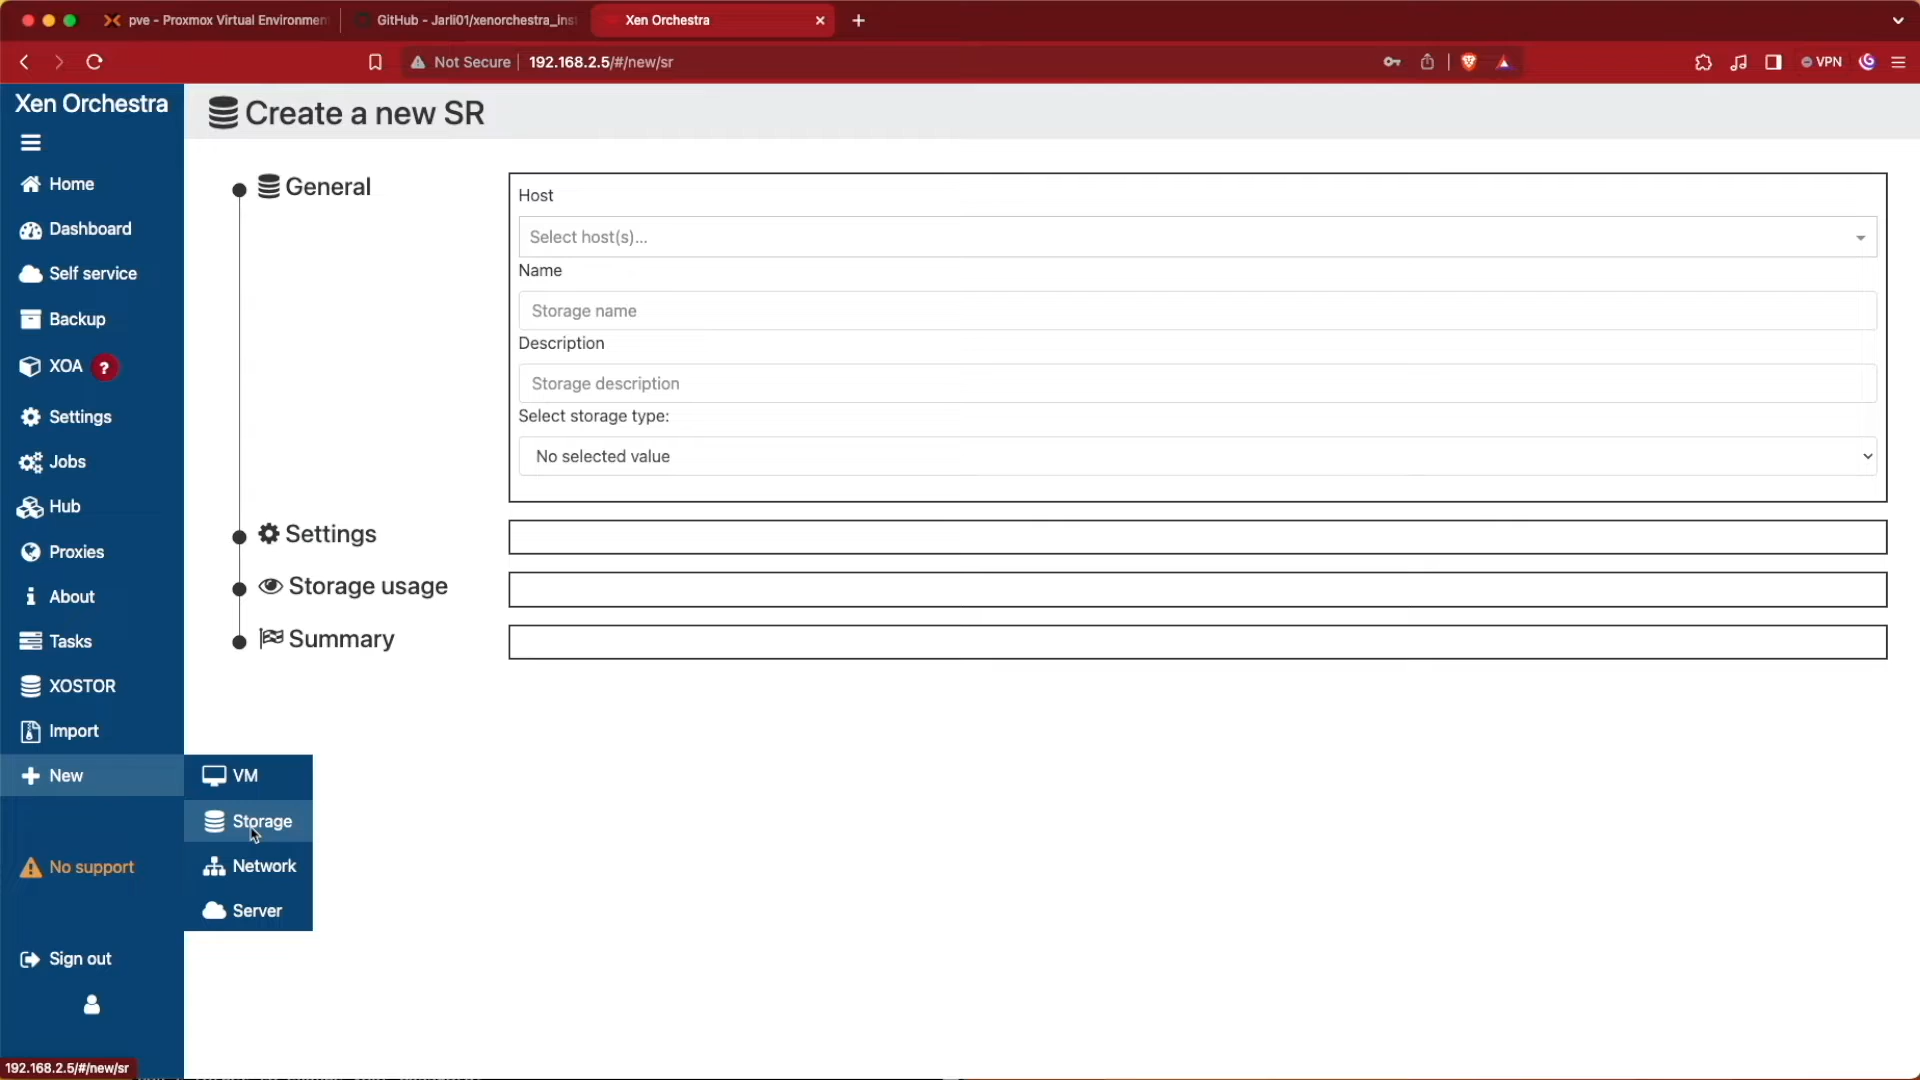 pve - Proxmox Virtual Environmen
GitHub - Jarli01/xenorchestra_ins
Xen Orchestra
Not Secure
192.168.2.5/#/new/sr
VPN
Xen Orchestra
Create a new SR
Home
Dashboard
Self service
Backup
XOA ?
Settings
Jobs
Hub
Proxies
About
Tasks
XOSTOR
Import
New
VM
Storage
Network
Server
No support
Sign out
General
Host
Select host(s)...
Name
Storage name
Description
Storage description
Select storage type:
No selected value
Settings
Storage usage
Summary
192.168.2.5/#/new/sr